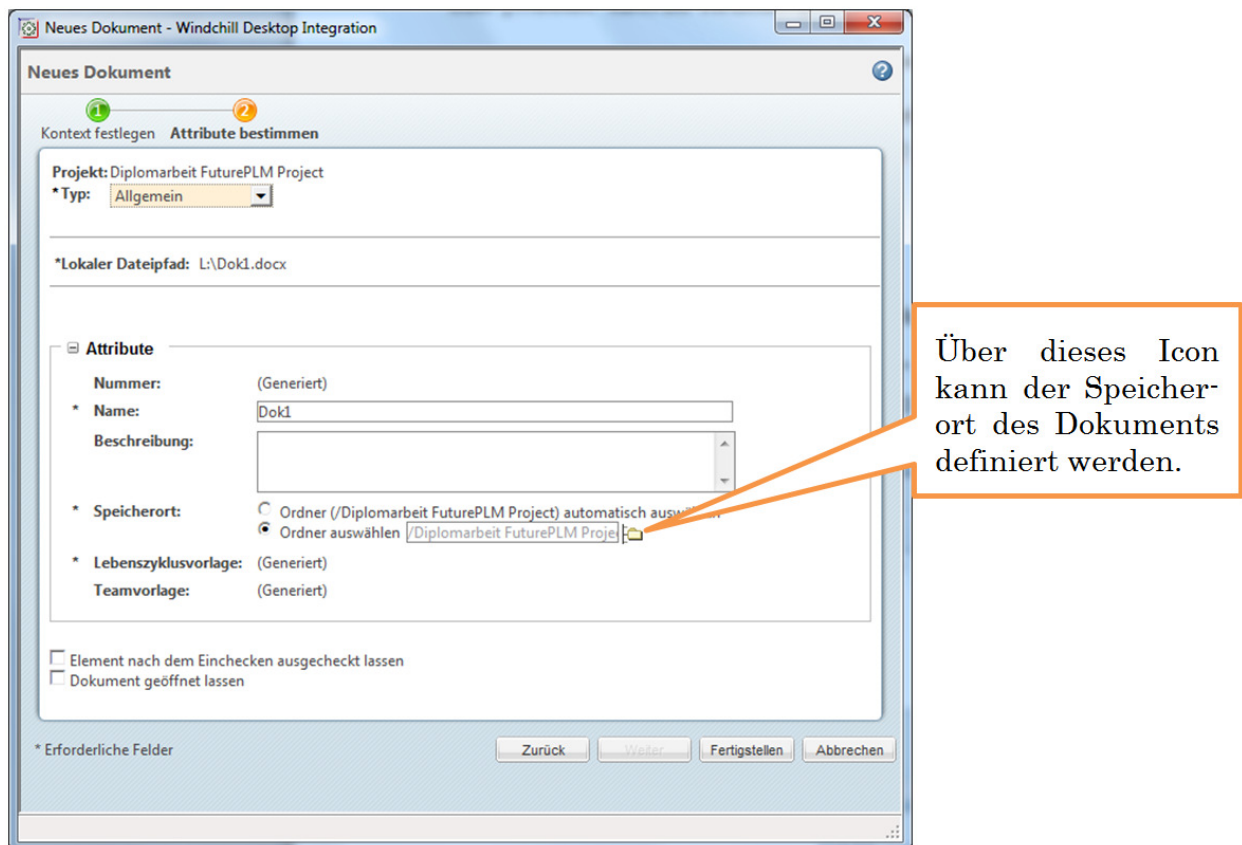 Neues Dokument - Windchill Desktop Integration
Neues Dokument
1 2
Kontext festlegen Attribute bestimmen
Projekt: Diplomarbeit FuturePLM Project
* Typ: Allgemein
*Lokaler Dateipfad: L:\Dok1.docx
Attribute
Nummer: (Generiert)
* Name: Dok1
Beschreibung:
* Speicherort: Ordner (/Diplomarbeit FuturePLM Project) automatisch
Ordner auswählen /Diplomarbeit FuturePLM Proje
* Lebenszyklusvorlage: (Generiert)
Teamvorlage: (Generiert)
Element nach dem Einchecken ausgecheckt lassen
Dokument geöffnet lassen
* Erforderliche Felder Zurück Weiter Fertigstellen Abbrechen
Über dieses Icon
kann der Speicher-
ort des Dokuments
definiert werden.